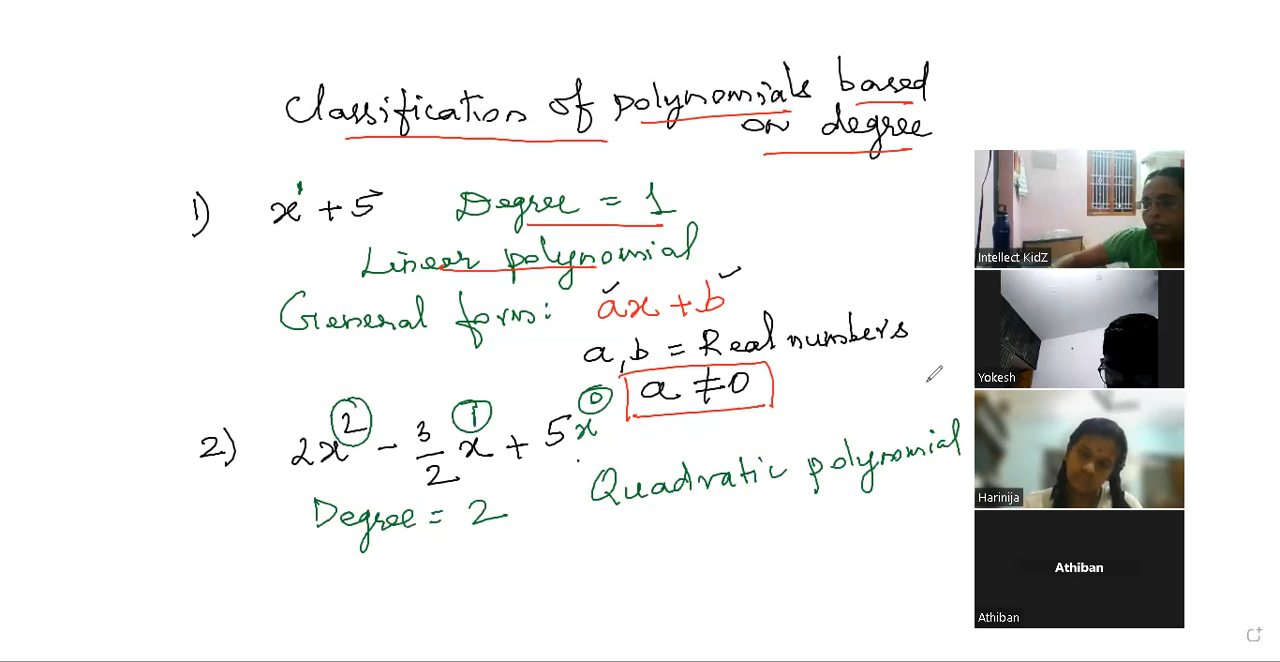 Classification of polynomials based
on degree
1) x¹ + 5 Degree = 1
Linear polynomial
General form: ax + b
a, b = Real numbers
a ≠ 0
2) 2x² - 3/2 x¹ + 5x⁰
Quadratic polynomial
Degree = 2
Intellect KidZ
Yokesh
Harinija
Athiban
Athiban